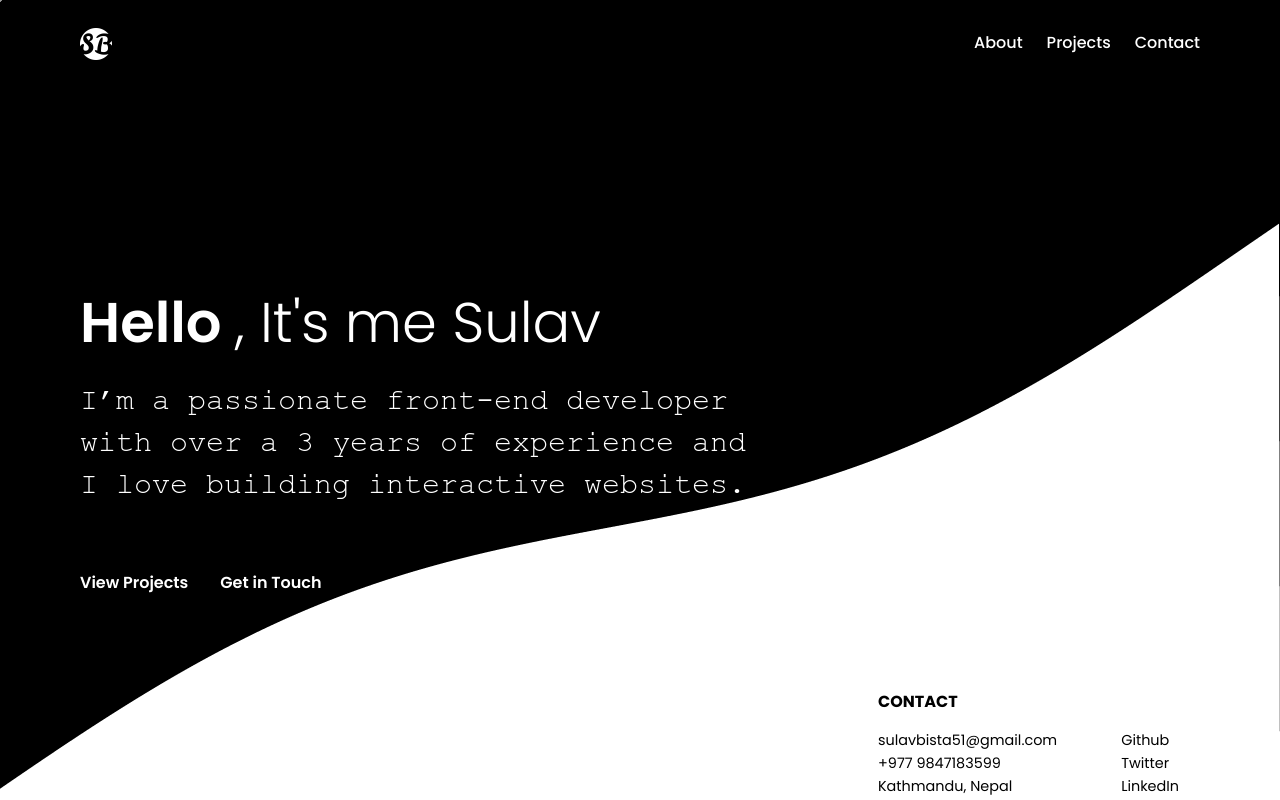 SB
About Projects Contact
Hello , It's me Sulav
I’m a passionate front-end developer
with over a 3 years of experience and
I love building interactive websites.
View Projects Get in Touch
CONTACT
sulavbista51@gmail.com Github
+977 9847183599 Twitter
Kathmandu, Nepal LinkedIn